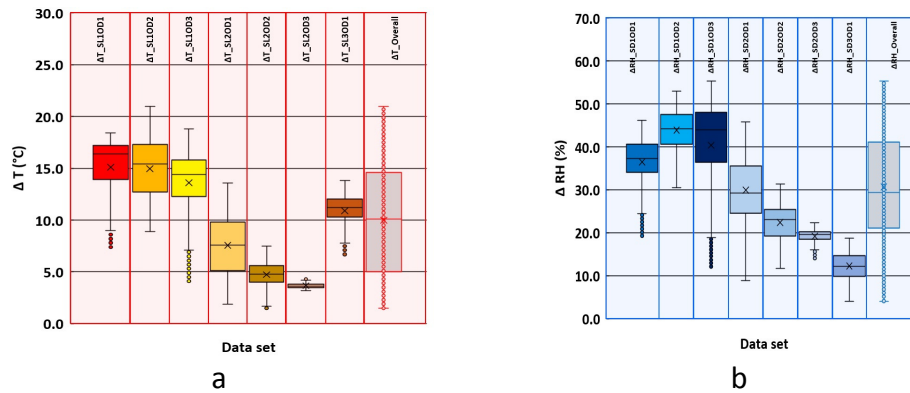 30.0
25.0
20.0
15.0
10.0
5.0
0.0
Δ T (°C)
ΔT_SL1OD1
ΔT_SL1OD2
ΔT_SL1OD3
ΔT_SL2OD1
ΔT_SL2OD2
ΔT_SL2OD3
ΔT_SL3OD1
ΔT_Overall
Data set
a
70.0
60.0
50.0
40.0
30.0
20.0
10.0
0.0
Δ RH (%)
ΔRH_SD1OD1
ΔRH_SD1OD2
ΔRH_SD1OD3
ΔRH_SD2OD1
ΔRH_SD2OD2
ΔRH_SD2OD3
ΔRH_SD3OD1
ΔRH_Overall
Data set
b